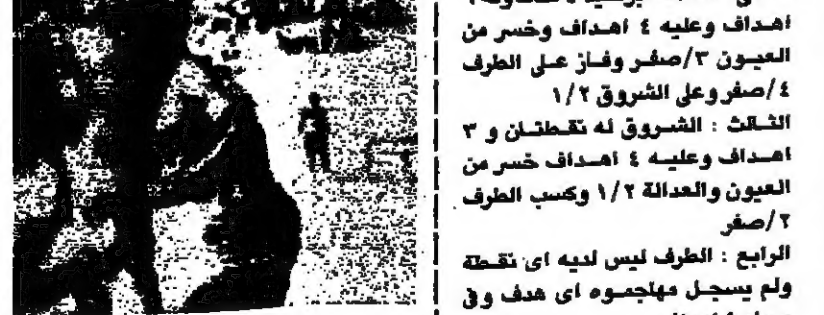 اهداف وعليه ٤ اهداف وخسر من
العيون ٣/صفر وفاز على الطرف
٤/صفر وعلى الشروق ١/٢
الثالث : الشروق له نقطتان و ٣
اهداف وعليه ٤ اهداف خسر من
العيون والعدالة ١/٢ وكسب الطرف
٢/صفر
الرابع : الطرف ليس لديه اى نقطة
ولم يسجل مهاجموه اى هدف وفى